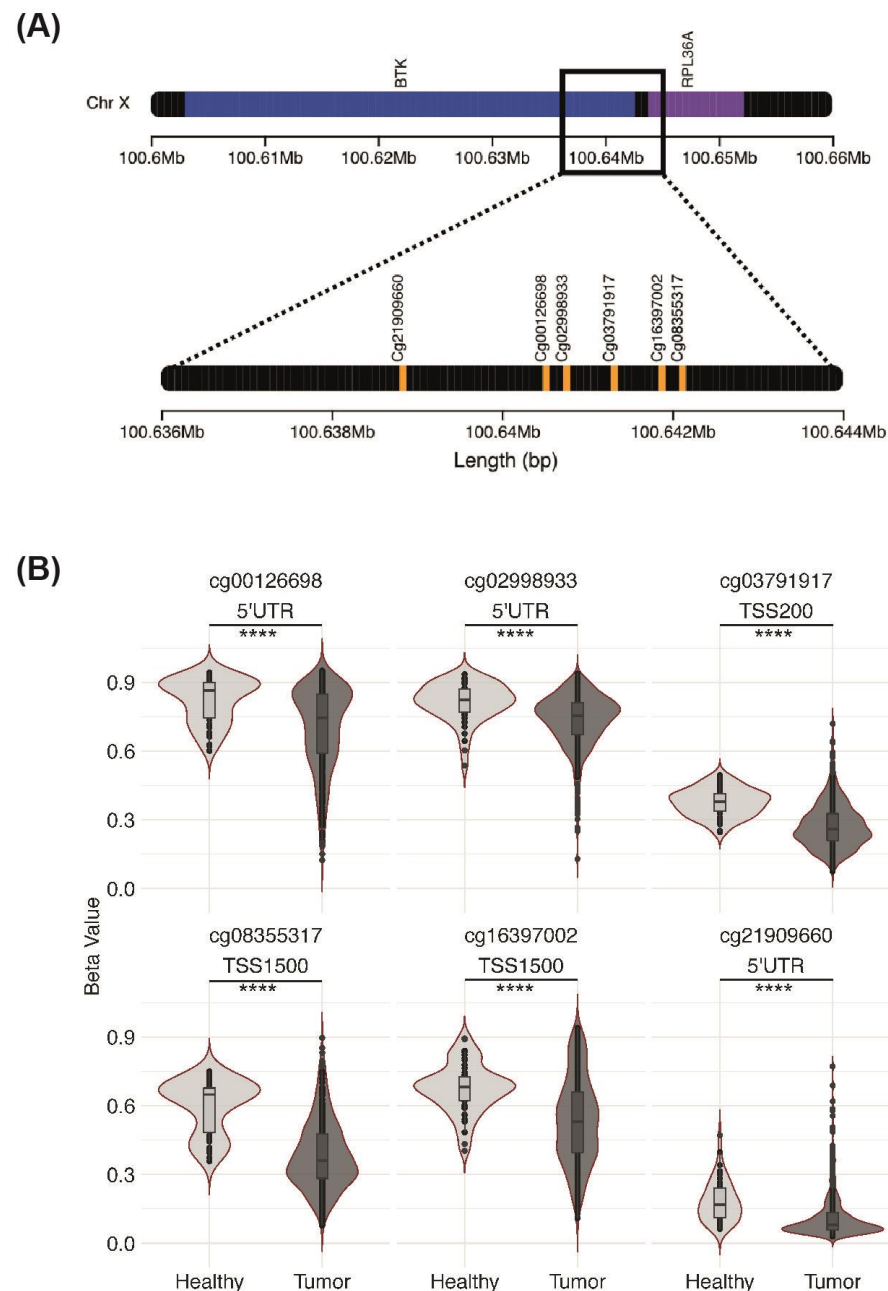 (A)
BTK
RPL36A
Chr X
100.6Mb 100.61Mb 100.62Mb 100.63Mb 100.64Mb 100.65Mb 100.66Mb
Cg21909660
Cg00126698
Cg02998933
Cg03791917
Cg16397002
Cg08355317
100.636Mb 100.638Mb 100.64Mb 100.642Mb 100.644Mb
Length (bp)
(B)
cg00126698 cg02998933 cg03791917
5'UTR 5'UTR TSS200
**** **** ****
0.9
0.6
0.3
0.0
Beta Value
cg08355317 cg16397002 cg21909660
TSS1500 TSS1500 5'UTR
**** **** ****
0.9
0.6
0.3
0.0
Healthy Tumor Healthy Tumor Healthy Tumor